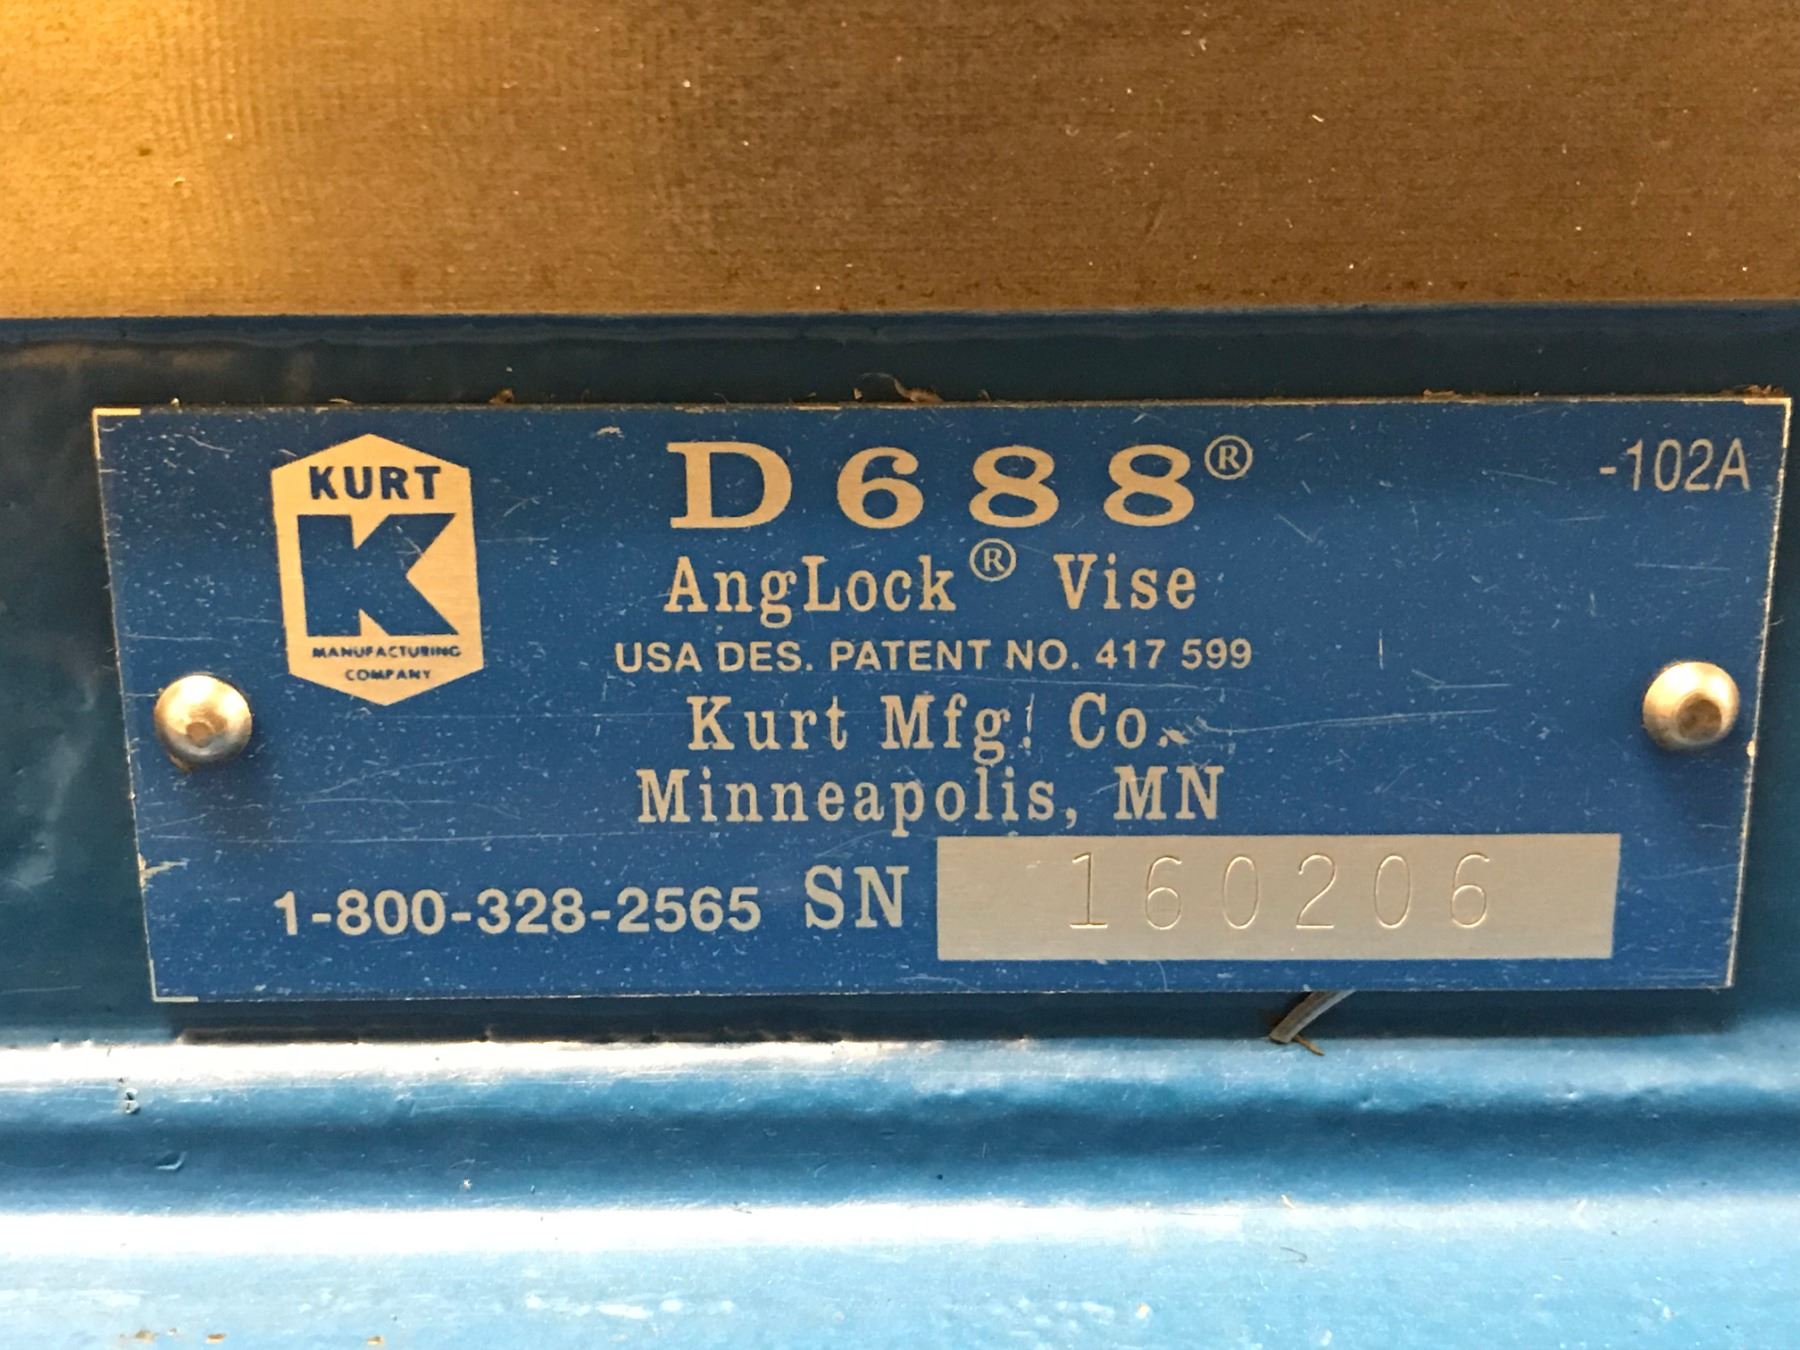 KURT
K
MANUFACTURING
COMPANY
D688®
-102A
AngLock® Vise
USA DES. PATENT NO. 417 599
Kurt Mfg. Co.
Minneapolis, MN
1-800-328-2565 SN 160206